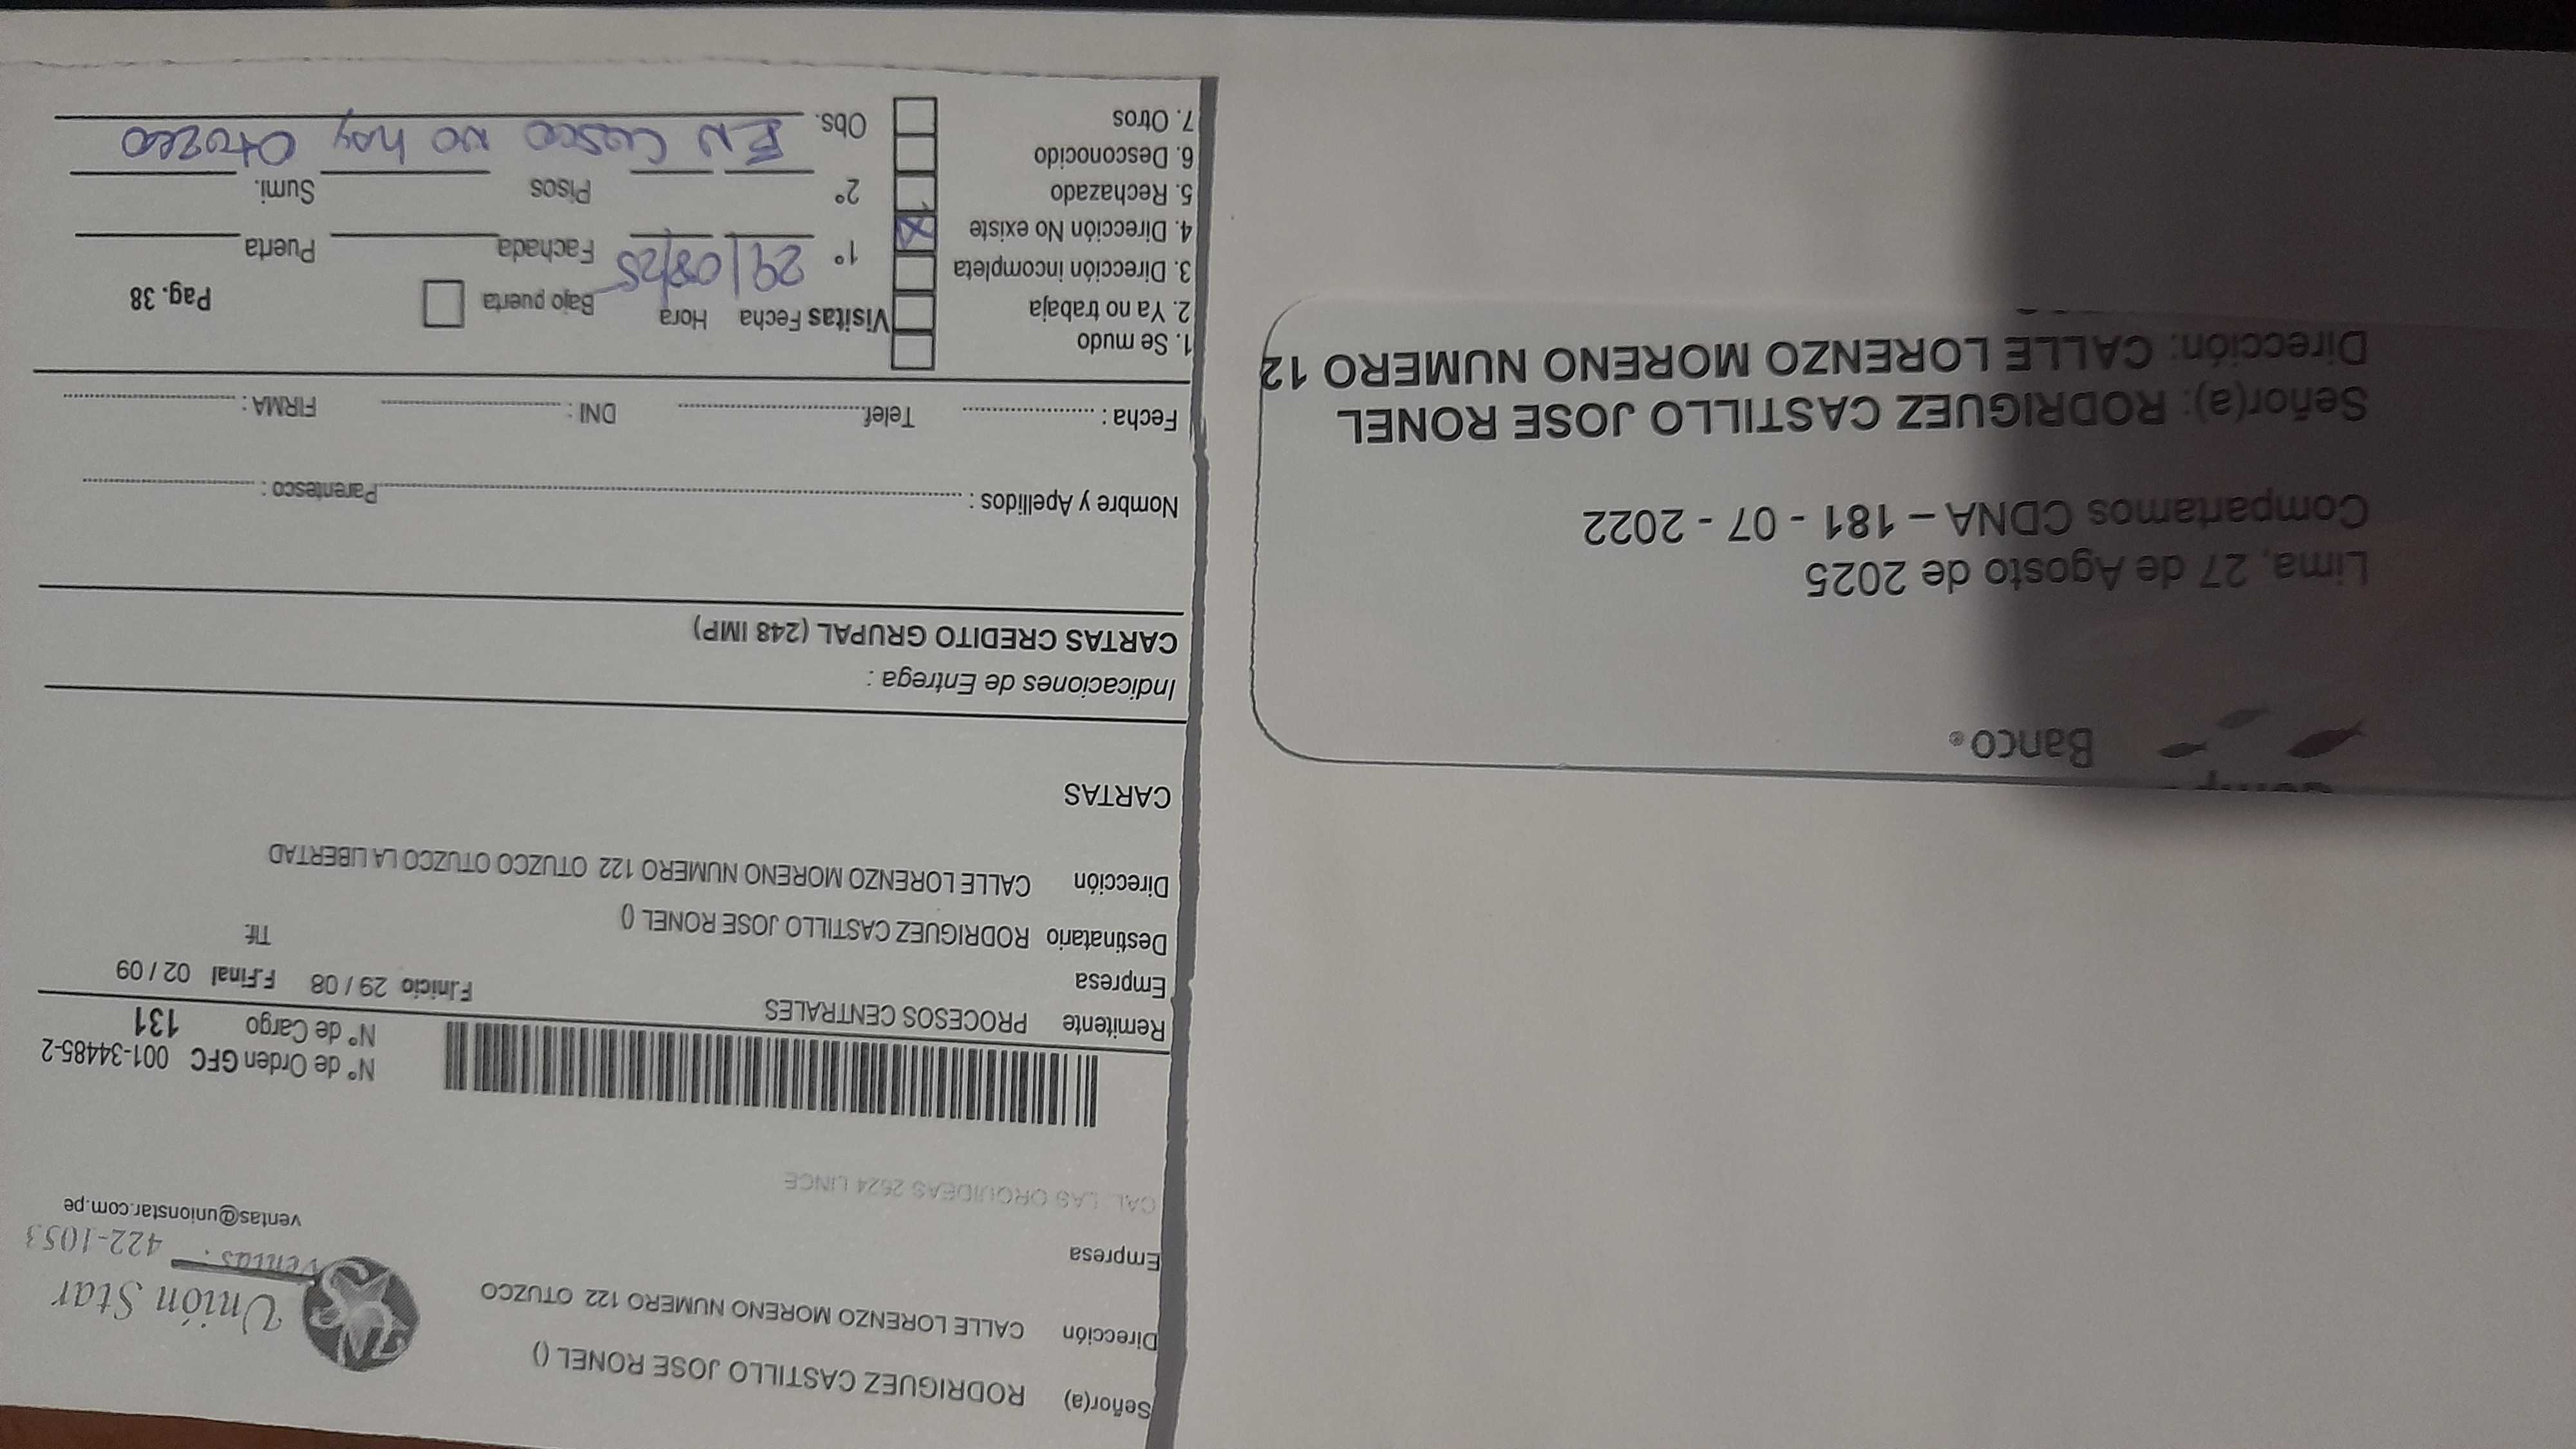 Señor(a) RODRIGUEZ CASTILLO JOSE RONEL ()
Dirección CALLE LORENZO MORENO NUMERO 122 OTUZCO
Empresa
Unión Star
Ventas: 422-1053
ventas@unionstar.com.pe
CAL. LAS ORQUIDEAS 2624 LINCE
N° de Orden GFC 001-34485-2
N° de Cargo 131
Remitente PROCESOS CENTRALES
Empresa F.Inicio 29 / 08 F.Final 02 / 09
Destinatario RODRIGUEZ CASTILLO JOSE RONEL () Tlf.
Dirección CALLE LORENZO MORENO NUMERO 122 OTUZCO OTUZCO LA LIBERTAD
CARTAS
Indicaciones de Entrega :
CARTAS CREDITO GRUPAL (248 IMP)
Nombre y Apellidos : Parentesco :
Fecha : Telef. DNI : FIRMA :
1. Se mudo
2. Ya no trabaja
3. Dirección incompleta
4. Dirección No existe
5. Rechazado
6. Desconocido
7. Otros
Visitas Fecha Hora Bajo puerta Pag. 38
1° 29/08/25 Fachada Puerta
2° Pisos Sumi.
Obs. EN Cusco NO hay Otuzco
Banco
Lima, 27 de Agosto de 2025
Compartamos CDNA – 181 - 07 - 2022
Señor(a): RODRIGUEZ CASTILLO JOSE RONEL
Dirección: CALLE LORENZO MORENO NUMERO 12